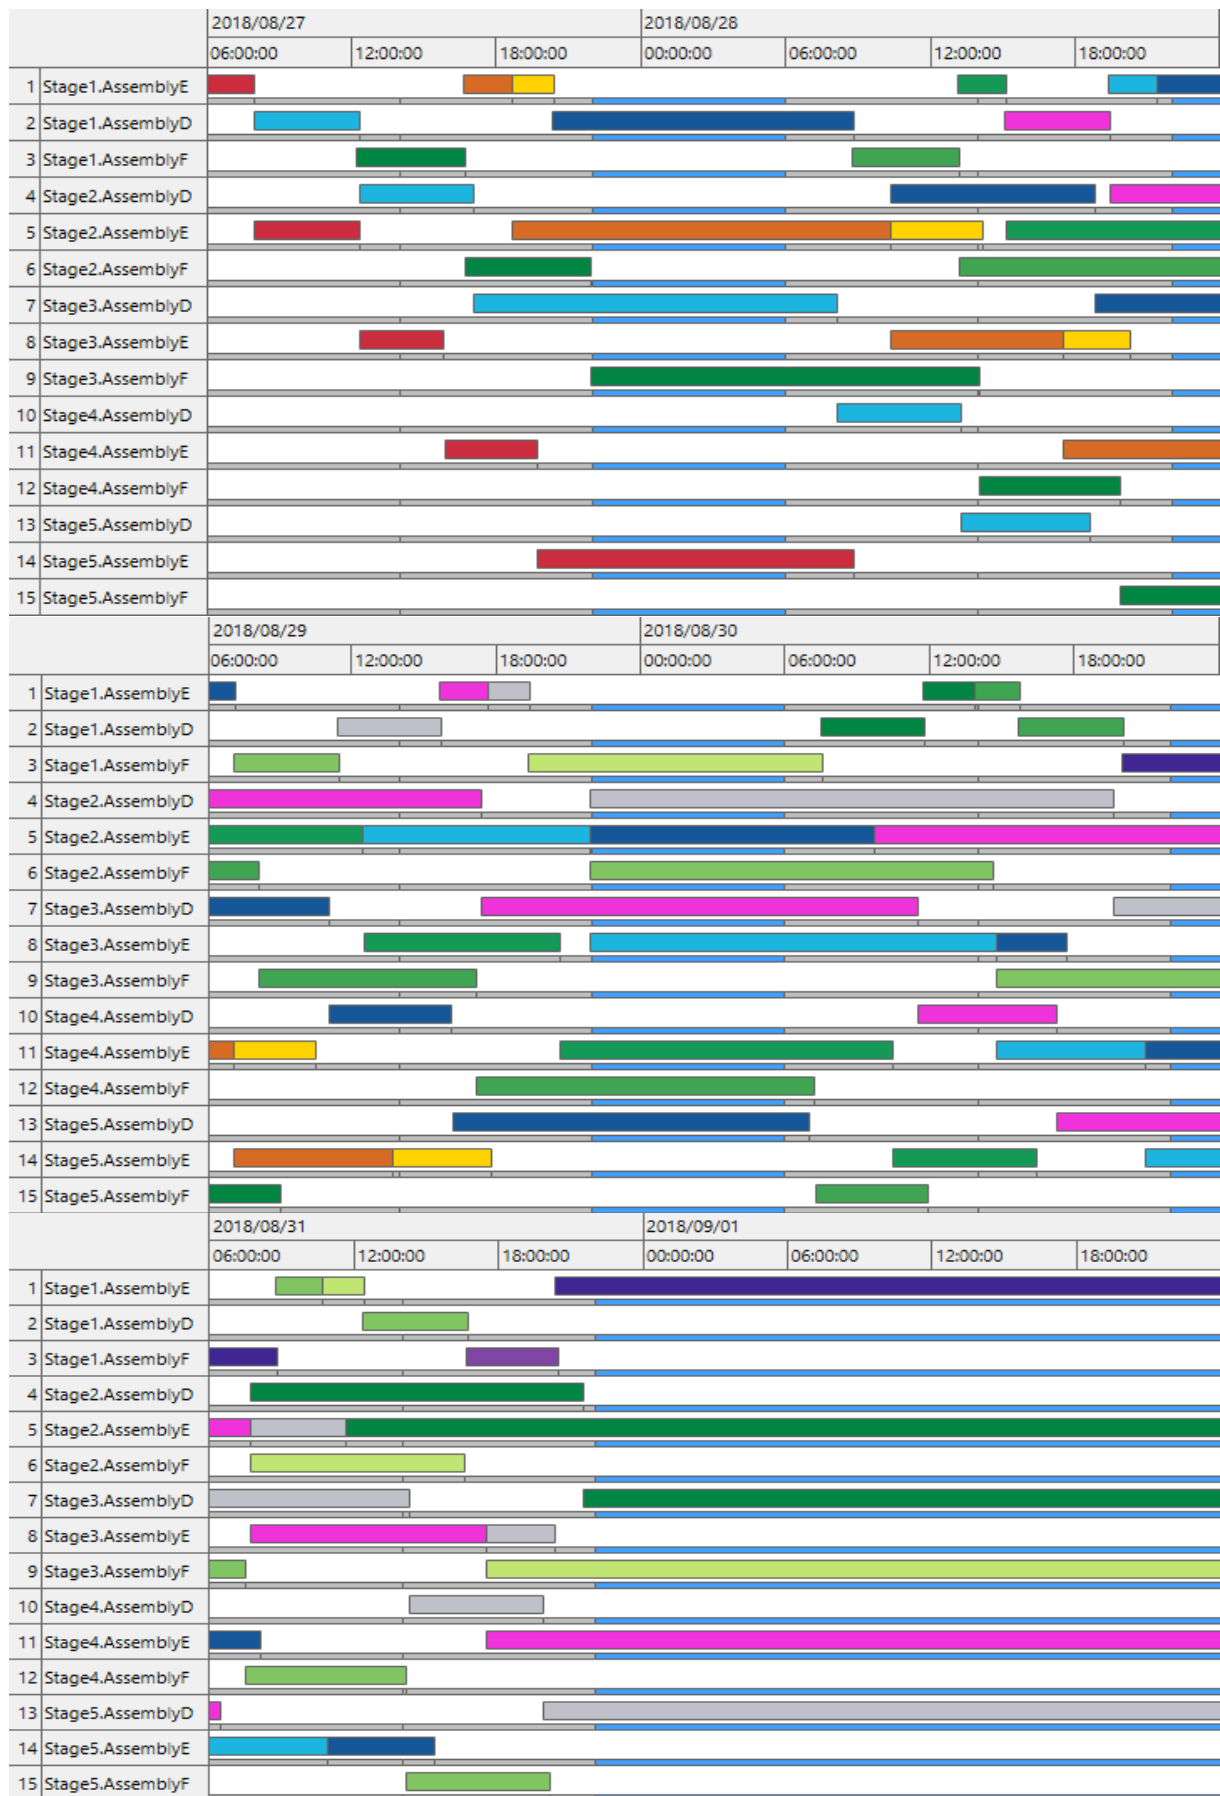 2018/08/27 2018/08/28
06:00:00 12:00:00 18:00:00 00:00:00 06:00:00 12:00:00 18:00:00
1 Stage1.AssemblyE
2 Stage1.AssemblyD
3 Stage1.AssemblyF
4 Stage2.AssemblyD
5 Stage2.AssemblyE
6 Stage2.AssemblyF
7 Stage3.AssemblyD
8 Stage3.AssemblyE
9 Stage3.AssemblyF
10 Stage4.AssemblyD
11 Stage4.AssemblyE
12 Stage4.AssemblyF
13 Stage5.AssemblyD
14 Stage5.AssemblyE
15 Stage5.AssemblyF
2018/08/29 2018/08/30
06:00:00 12:00:00 18:00:00 00:00:00 06:00:00 12:00:00 18:00:00
1 Stage1.AssemblyE
2 Stage1.AssemblyD
3 Stage1.AssemblyF
4 Stage2.AssemblyD
5 Stage2.AssemblyE
6 Stage2.AssemblyF
7 Stage3.AssemblyD
8 Stage3.AssemblyE
9 Stage3.AssemblyF
10 Stage4.AssemblyD
11 Stage4.AssemblyE
12 Stage4.AssemblyF
13 Stage5.AssemblyD
14 Stage5.AssemblyE
15 Stage5.AssemblyF
2018/08/31 2018/09/01
06:00:00 12:00:00 18:00:00 00:00:00 06:00:00 12:00:00 18:00:00
1 Stage1.AssemblyE
2 Stage1.AssemblyD
3 Stage1.AssemblyF
4 Stage2.AssemblyD
5 Stage2.AssemblyE
6 Stage2.AssemblyF
7 Stage3.AssemblyD
8 Stage3.AssemblyE
9 Stage3.AssemblyF
10 Stage4.AssemblyD
11 Stage4.AssemblyE
12 Stage4.AssemblyF
13 Stage5.AssemblyD
14 Stage5.AssemblyE
15 Stage5.AssemblyF